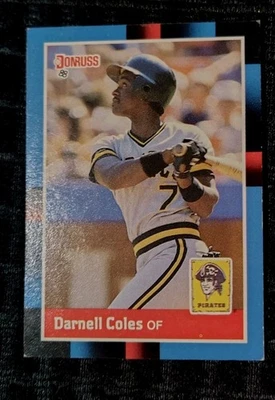 DONRUSS
88
7
PIRATES
Darnell Coles OF